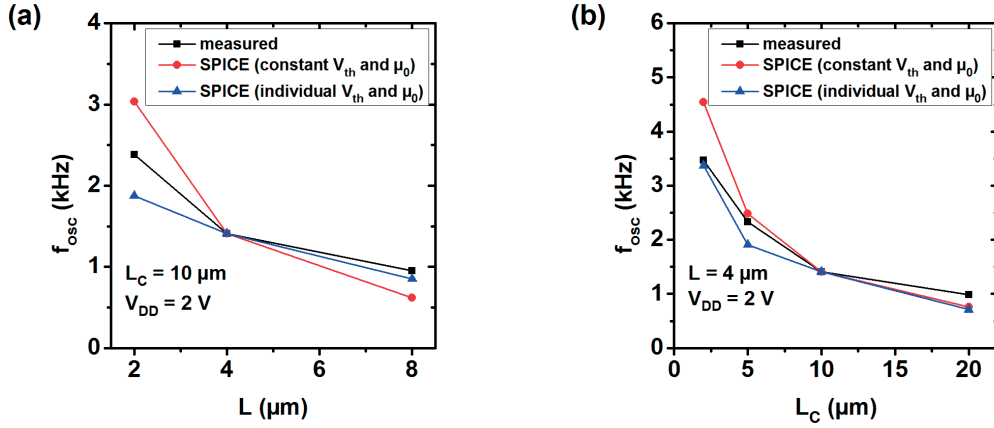 (a)
4
3
2
1
0
f_osc (kHz)
measured
SPICE (constant V_th and μ_0)
SPICE (individual V_th and μ_0)
L_C = 10 μm
V_DD = 2 V
2
4
6
8
L (μm)
(b)
6
5
4
3
2
1
0
f_osc (kHz)
measured
SPICE (constant V_th and μ_0)
SPICE (individual V_th and μ_0)
L = 4 μm
V_DD = 2 V
0
5
10
15
20
L_C (μm)